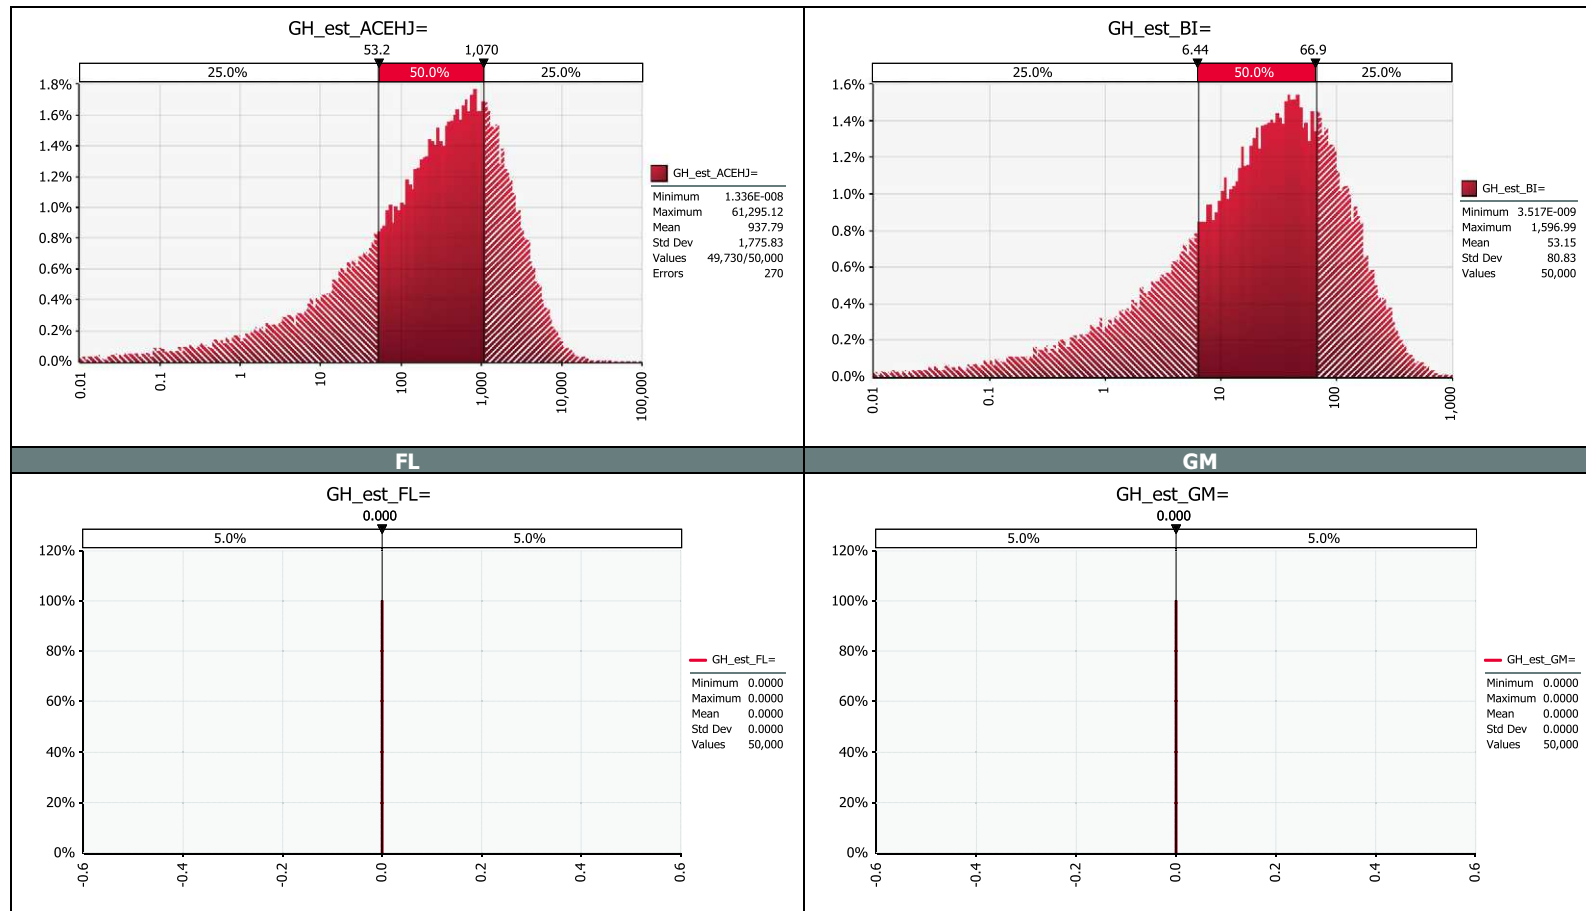 GH_est_ACEHJ=
53.2 1,070
25.0% 50.0% 25.0%
1.8%
1.6%
1.4%
1.2%
1.0%
0.8%
0.6%
0.4%
0.2%
0.0%
0.01 0.1 1 10 100 1,000 10,000 100,000
GH_est_ACEHJ=
Minimum 1.336E-008
Maximum 61,295.12
Mean 937.79
Std Dev 1,775.83
Values 49,730/50,000
Errors 270
GH_est_BI=
6.44 66.9
25.0% 50.0% 25.0%
1.6%
1.4%
1.2%
1.0%
0.8%
0.6%
0.4%
0.2%
0.0%
0.01 0.1 1 10 100 1,000
GH_est_BI=
Minimum 3.517E-009
Maximum 1,596.99
Mean 53.15
Std Dev 80.83
Values 50,000
FL
GM
GH_est_FL=
0.000
5.0% 5.0%
120%
100%
80%
60%
40%
20%
0%
-0.6 -0.4 -0.2 0.0 0.2 0.4 0.6
GH_est_FL=
Minimum 0.0000
Maximum 0.0000
Mean 0.0000
Std Dev 0.0000
Values 50,000
GH_est_GM=
0.000
5.0% 5.0%
120%
100%
80%
60%
40%
20%
0%
-0.6 -0.4 -0.2 0.0 0.2 0.4 0.6
GH_est_GM=
Minimum 0.0000
Maximum 0.0000
Mean 0.0000
Std Dev 0.0000
Values 50,000